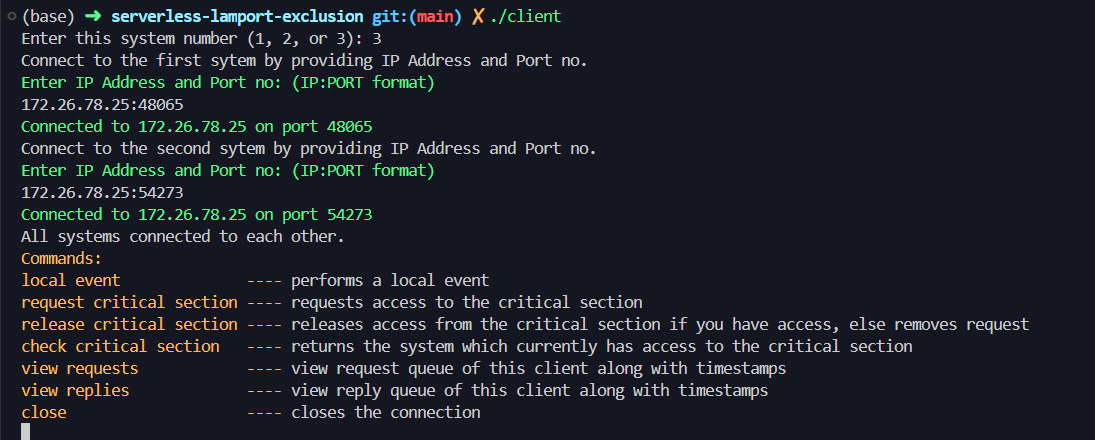 (base) ➜ serverless-lamport-exclusion git:(main) ✗ ./client
Enter this system number (1, 2, or 3): 3
Connect to the first sytem by providing IP Address and Port no.
Enter IP Address and Port no: (IP:PORT format)
172.26.78.25:48065
Connected to 172.26.78.25 on port 48065
Connect to the second sytem by providing IP Address and Port no.
Enter IP Address and Port no: (IP:PORT format)
172.26.78.25:54273
Connected to 172.26.78.25 on port 54273
All systems connected to each other.
Commands:
local event ---- performs a local event
request critical section ---- requests access to the critical section
release critical section ---- releases access from the critical section if you have access, else removes request
check critical section ---- returns the system which currently has access to the critical section
view requests ---- view request queue of this client along with timestamps
view replies ---- view reply queue of this client along with timestamps
close ---- closes the connection